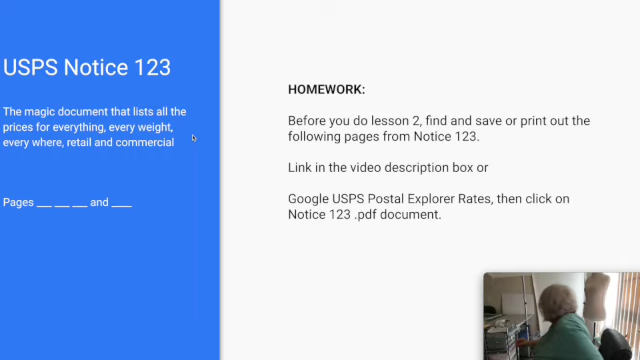 USPS Notice 123
The magic document that lists all the
prices for everything, every weight,
every where, retail and commercial
Pages ___ ___ ___ and ____
HOMEWORK:
Before you do lesson 2, find and save or print out the
following pages from Notice 123.
Link in the video description box or
Google USPS Postal Explorer Rates, then click on
Notice 123 .pdf document.